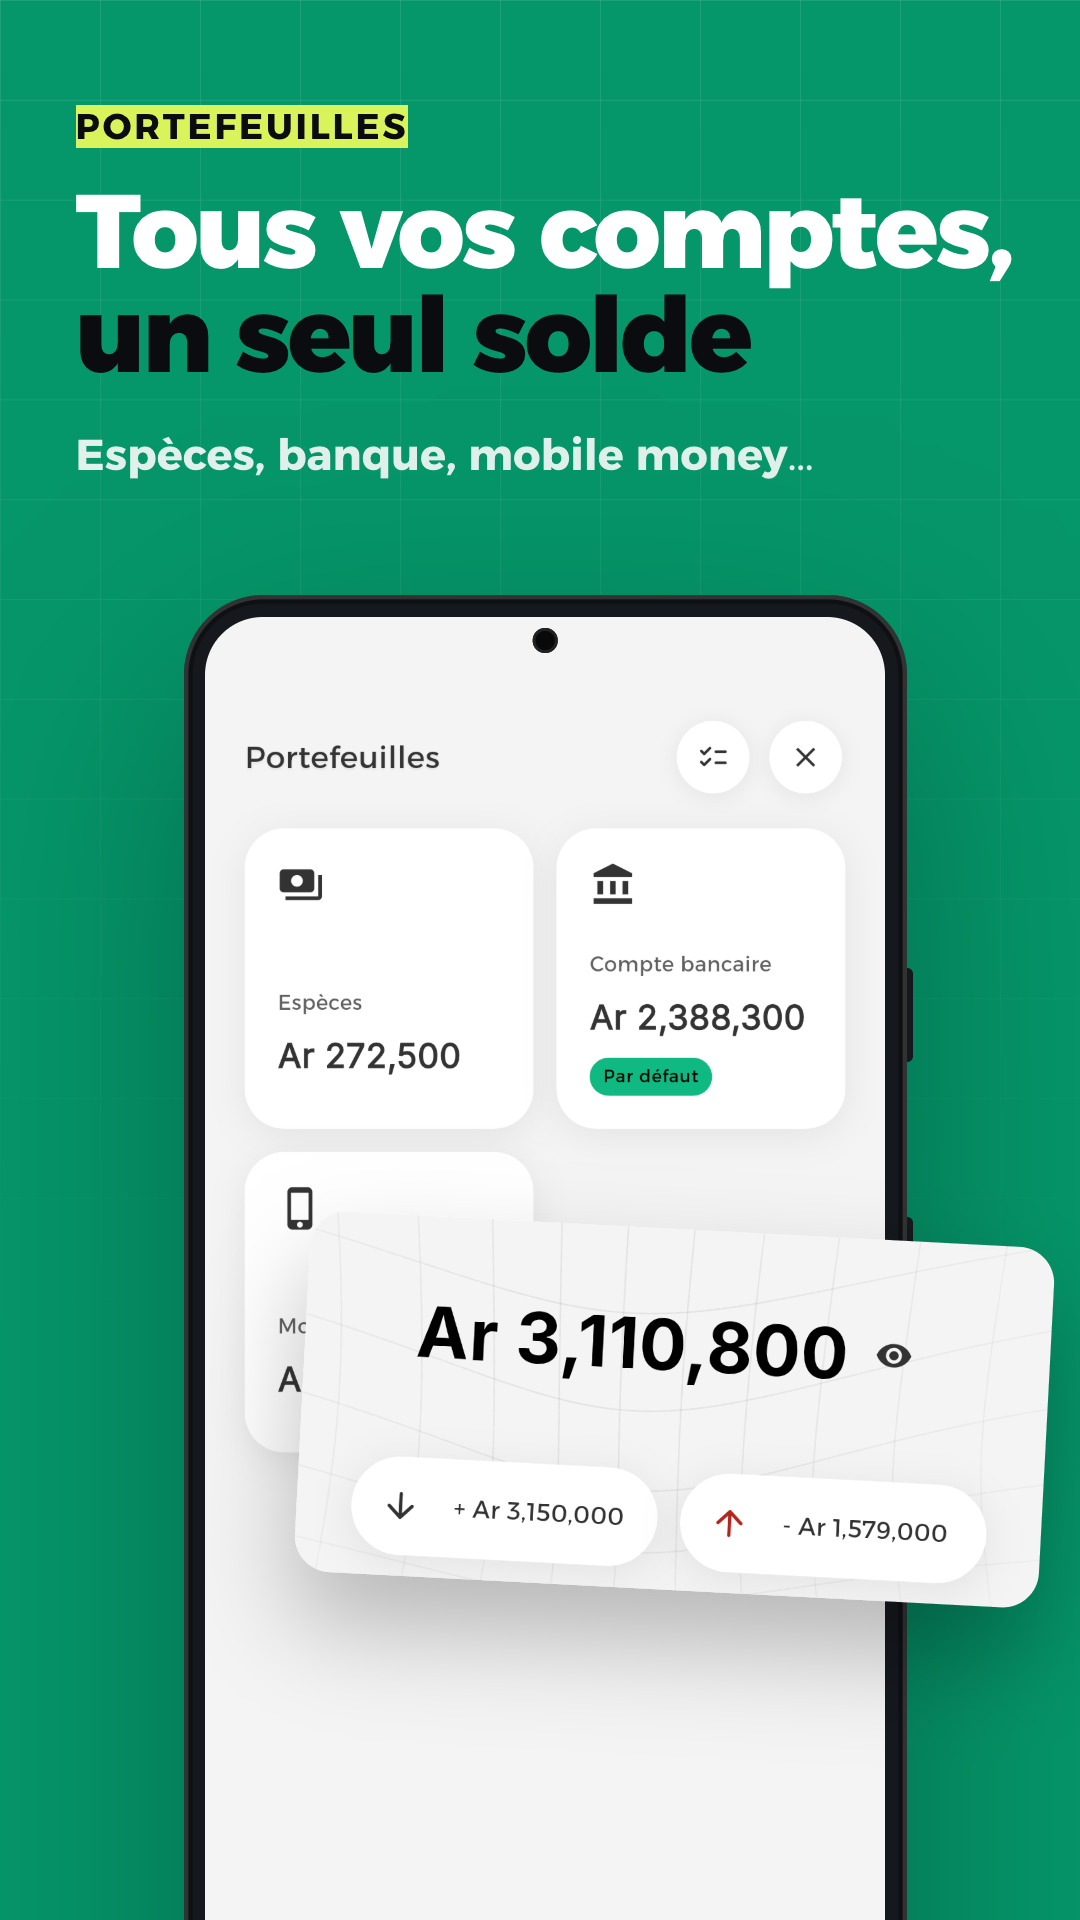 PORTEFEUILLES
Tous vos comptes,
un seul solde
Espèces, banque, mobile money...
Portefeuilles
Espèces
Ar 272,500
Compte bancaire
Ar 2,388,300
Par défaut
Ar 3,110,800
+ Ar 3,150,000
- Ar 1,579,000